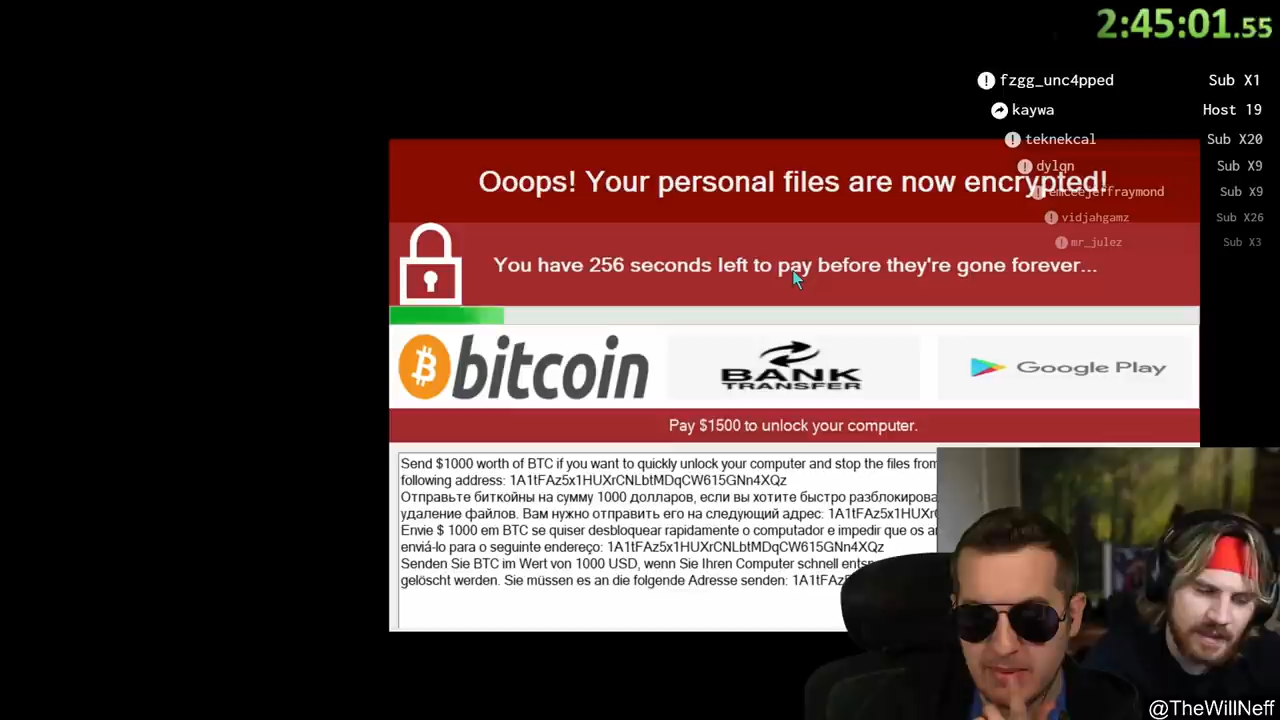 2:45:01.55
fzgg_unc4pped Sub X1
kaywa Host 19
teknekcal Sub X20
dylqn Sub X9
emceejeffraymond Sub X9
vidjahgamz Sub X26
mr_julez Sub X3
Ooops! Your personal files are now encrypted!
You have 256 seconds left to pay before they're gone forever...
bitcoin
BANK TRANSFER
Google Play
Pay $1500 to unlock your computer.
Send $1000 worth of BTC if you want to quickly unlock your computer and stop the files from
following address: 1A1tFAz5x1HUXrCNLbtMDqCW615GNn4XQz
Отправьте биткойны на сумму 1000 долларов, если вы хотите быстро разблокирова
удаление файлов. Вам нужно отправить его на следующий адрес: 1A1tFAz5x1HUXr
Envie $ 1000 em BTC se quiser desbloquear rapidamente o computador e impedir que os
enviá-lo para o seguinte endereço: 1A1tFAz5x1HUXrCNLbtMDqCW615GNn4XQz
Senden Sie BTC im Wert von 1000 USD, wenn Sie Ihren Computer schnell
gelöscht werden. Sie müssen es an die folgende Adresse senden: 1A1tFAz
@TheWillNeff